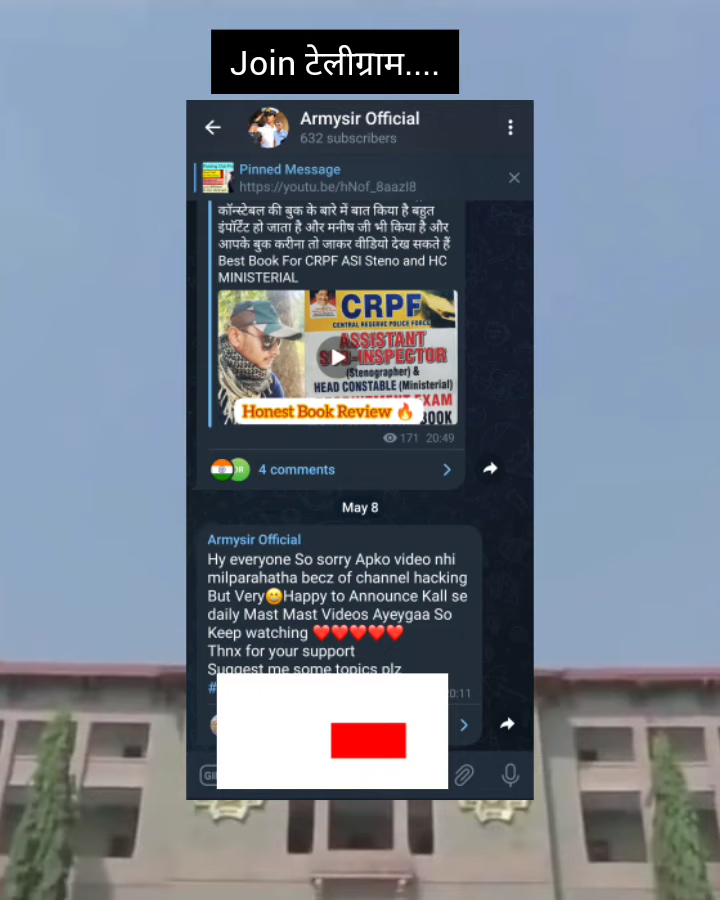 Join टेलीग्राम....
Armysir Official
632 subscribers
Pinned Message
https://youtu.be/hNof_8aazI8
कॉन्स्टेबल की बुक के बारे में बात किया है बहुत
इंपॉर्टेंट हो जाता है और मनीष जी भी किया है और
आपके बुक करीना तो जाकर वीडियो देख सकते हैं
Best Book For CRPF ASI Steno and HC
MINISTERIAL
CRPF
CENTRAL RESERVE POLICE FORCE
ASSISTANT
SUB-INSPECTOR
(Stenographer) &
HEAD CONSTABLE (Ministerial)
EXAM
Honest Book Review 🔥
BOOK
171 20:49
4 comments
May 8
Armysir Official
Hy everyone So sorry Apko video nhi
milparahatha becz of channel hacking
But Very😄Happy to Announce Kall se
daily Mast Mast Videos Ayeygaa So
Keep watching ❤️❤️❤️❤️❤️
Thnx for your support
Suggest me some topics plz
#
0:11